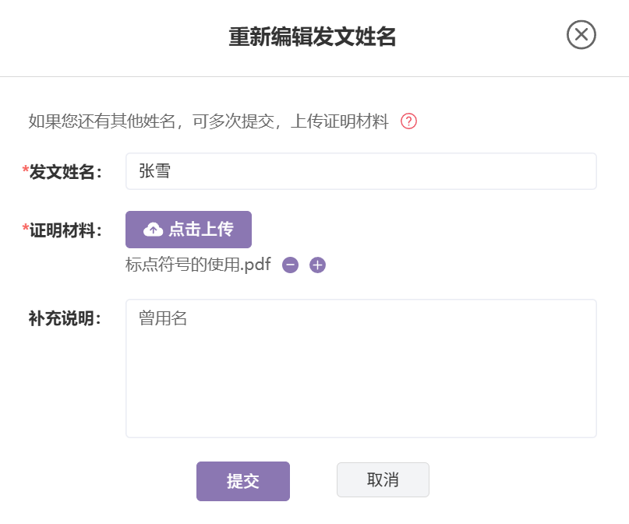 重新编辑发文姓名
如果您还有其他姓名，可多次提交，上传证明材料 ?
*发文姓名： 张雪
*证明材料： 点击上传
标点符号的使用.pdf
补充说明： 曾用名
提交 取消